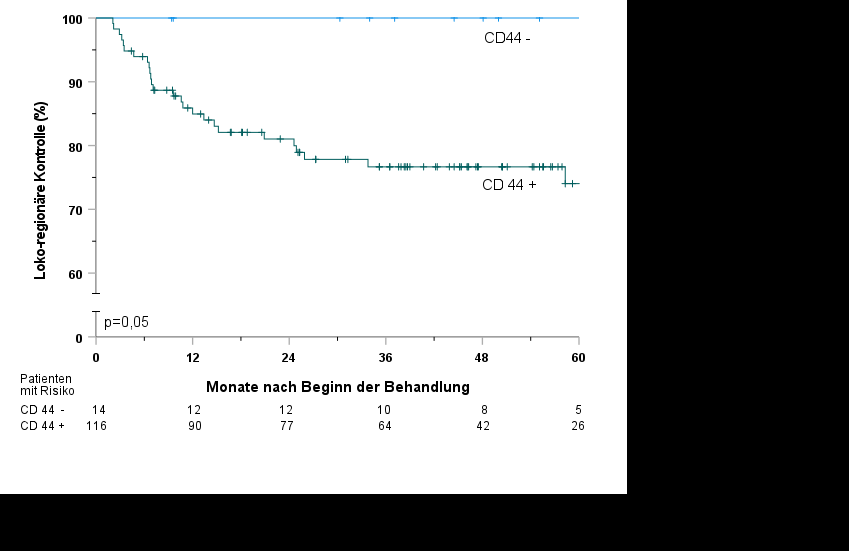 100
CD44 -
90
80
CD 44 +
70
60
Loko-regionäre Kontrolle (%)
p=0,05
0
0 12 24 36 48 60
Patienten
mit Risiko
Monate nach Beginn der Behandlung
CD 44 - 14 12 12 10 8 5
CD 44 + 116 90 77 64 42 26